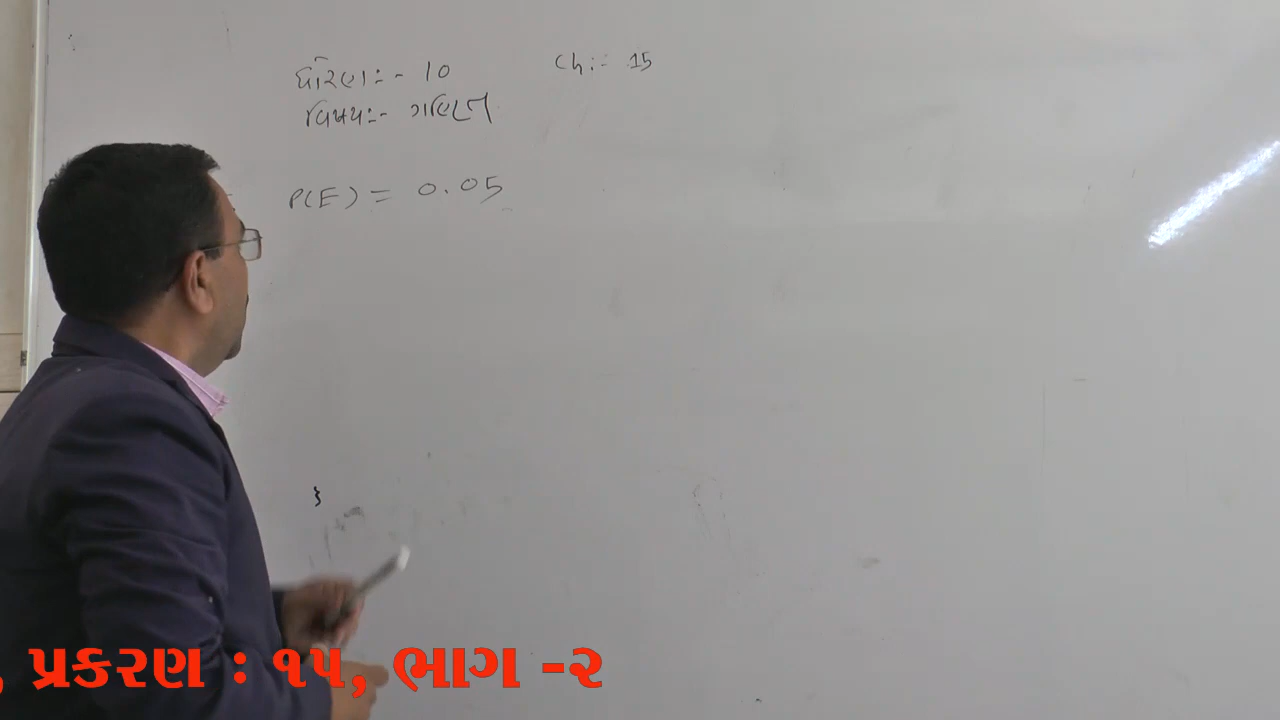 ધોરણઃ- 10
Ch:- 15
વિષયઃ- ગણિત
P(E) = 0.05
, પ્રકરણ : ૧૫, ભાગ -૨